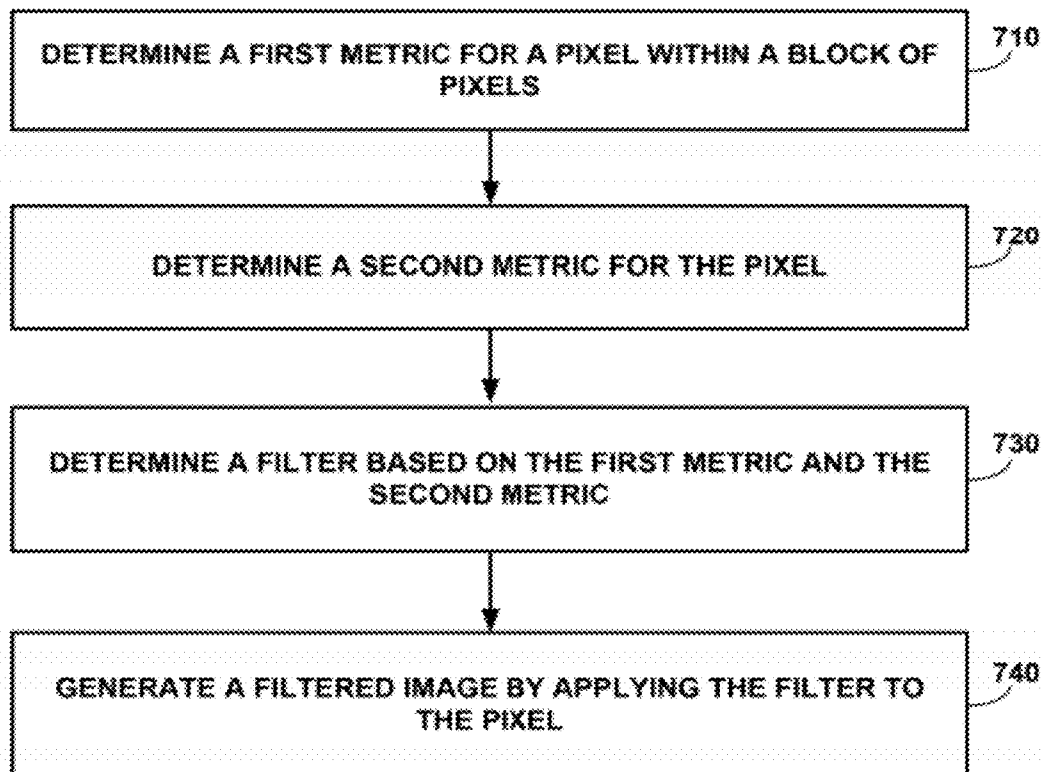 DETERMINE A FIRST METRIC FOR A PIXEL WITHIN A BLOCK OF
PIXELS
710
DETERMINE A SECOND METRIC FOR THE PIXEL
720
DETERMINE A FILTER BASED ON THE FIRST METRIC AND THE
SECOND METRIC
730
GENERATE A FILTERED IMAGE BY APPLYING THE FILTER TO
THE PIXEL
740